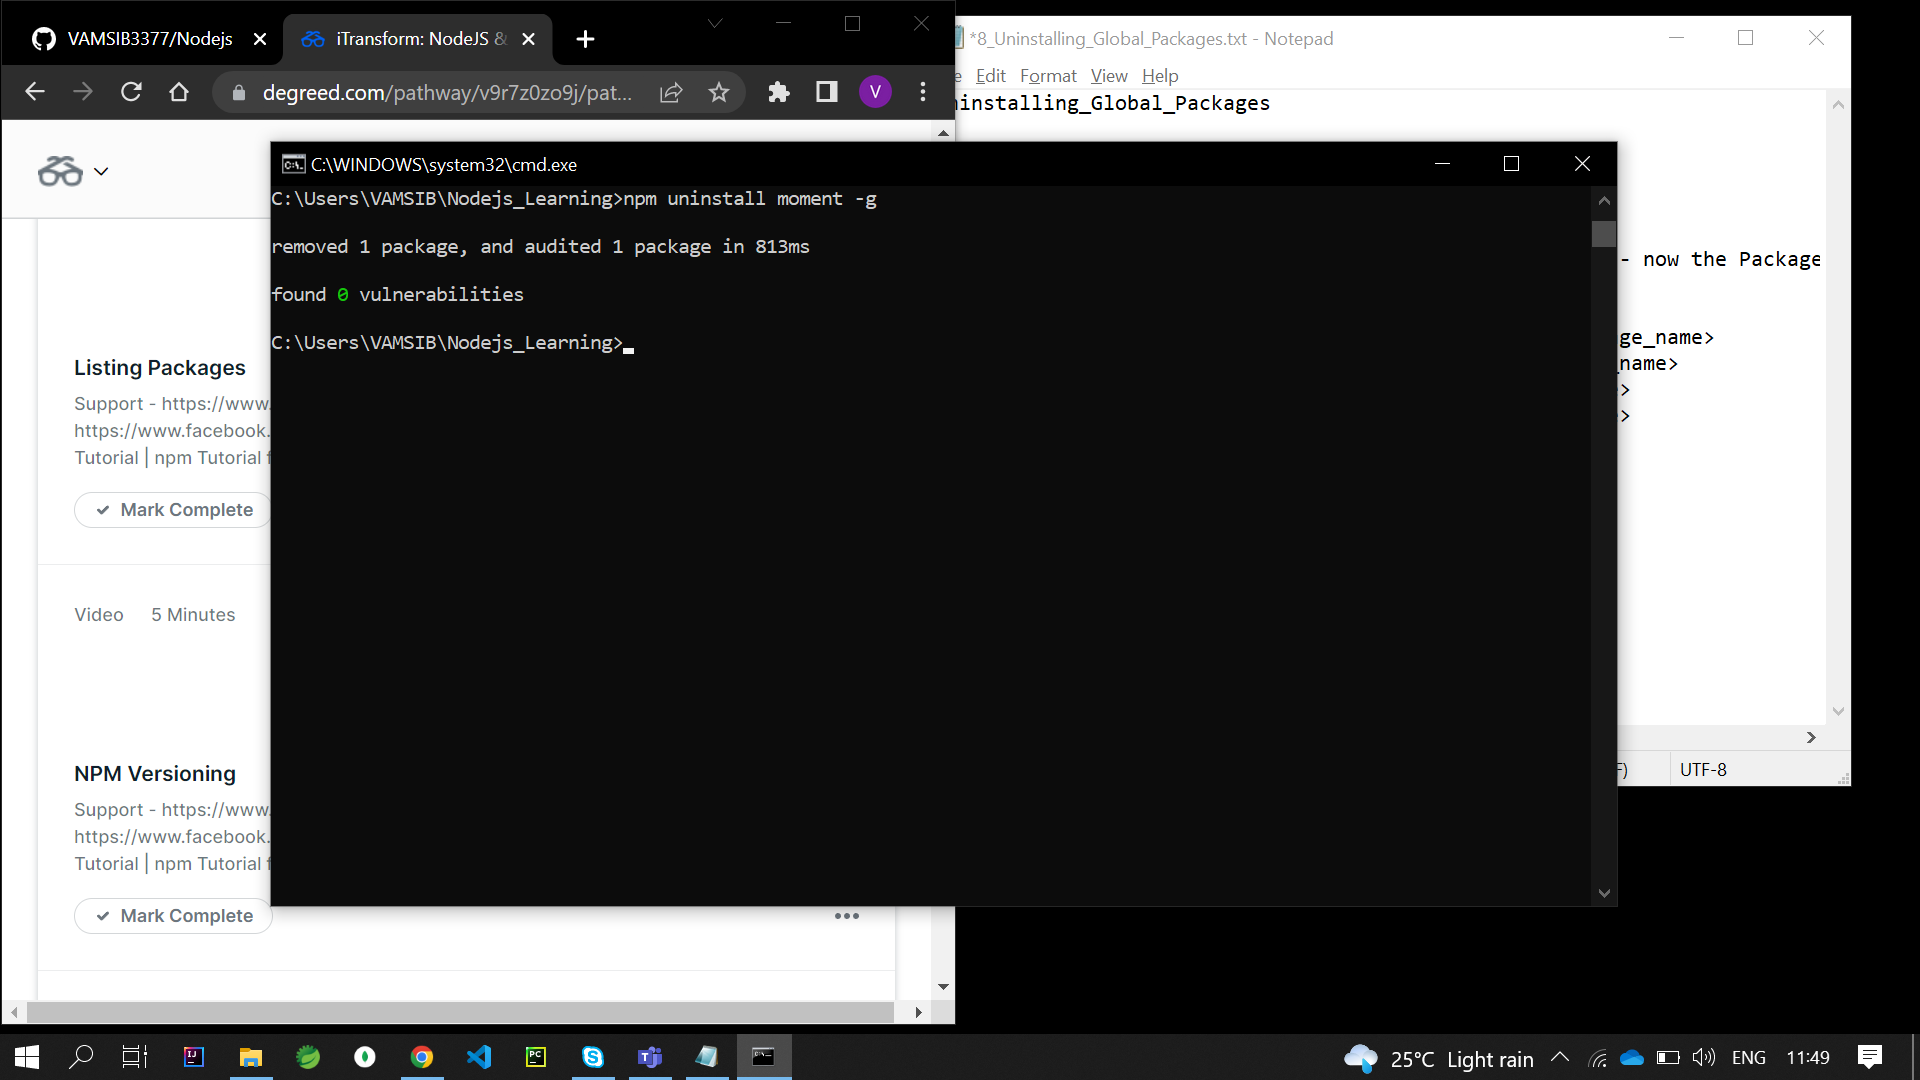 VAMSIB3377/Nodejs
iTransform: NodeJS &
degreed.com/pathway/v9r7z0zo9j/pat...
V
*8_Uninstalling_Global_Packages.txt - Notepad
Edit Format View Help
installing_Global_Packages
- now the Package
ge_name>
_name>
>
>
UTF-8
C:\WINDOWS\system32\cmd.exe
C:\Users\VAMSIB\Nodejs_Learning>npm uninstall moment -g
removed 1 package, and audited 1 package in 813ms
found 0 vulnerabilities
C:\Users\VAMSIB\Nodejs_Learning>
Listing Packages
Support - https://www.
https://www.facebook.
Tutorial | npm Tutorial f
Mark Complete
Video 5 Minutes
NPM Versioning
Support - https://www.
https://www.facebook.
Tutorial | npm Tutorial f
Mark Complete
25°C Light rain
ENG
11:49